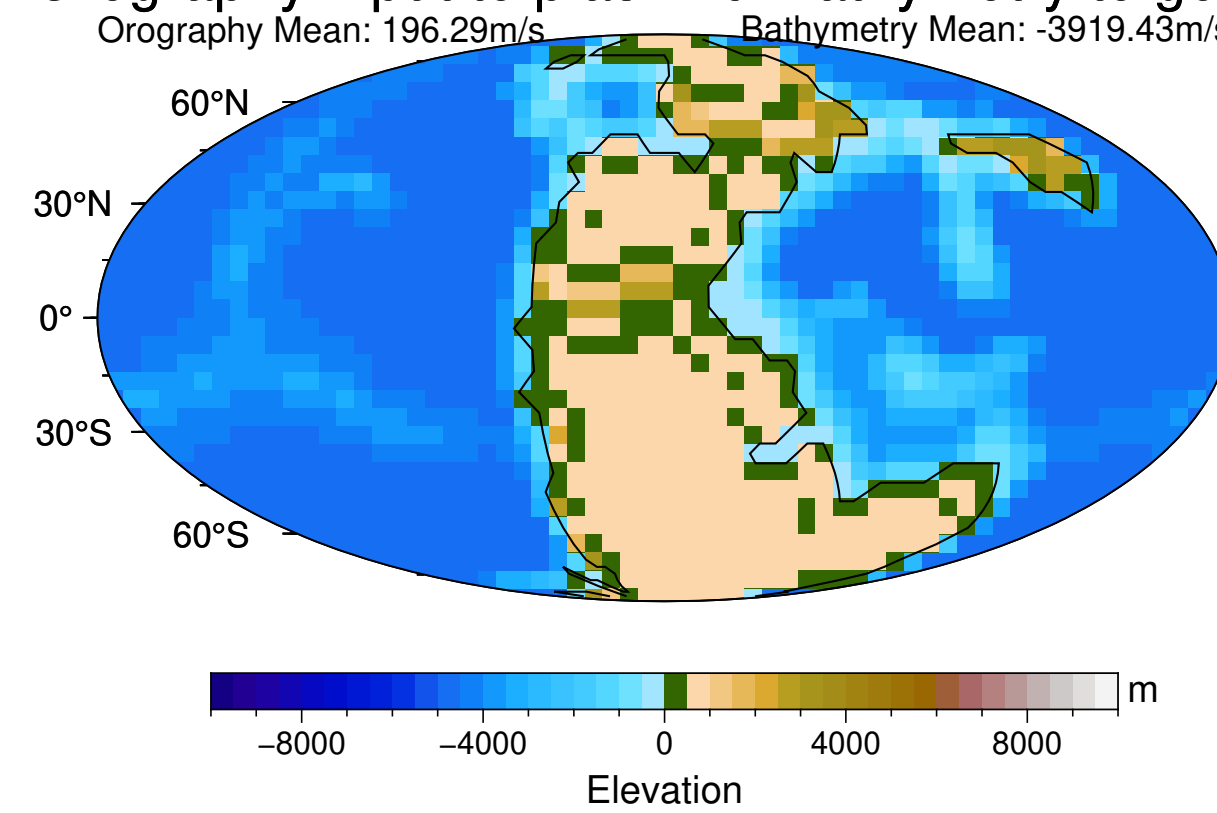 Orography Mean: 196.29m/s Bathymetry Mean: -3919.43m/s
60°N
30°N
0°
30°S
60°S
m
−8000 −4000 0 4000 8000
Elevation